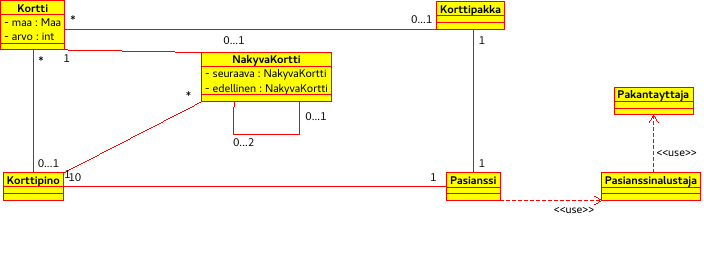 Kortti
- maa : Maa
- arvo : int
*
0...1
Korttipakka
1
0...1
1
NakyvaKortti
- seuraava : NakyvaKortti
- edellinen : NakyvaKortti
*
*
0...1
0...2
Pakantayttaja
<<use>>
0...1
1
1
Korttipino
10
1
Pasianssi
Pasianssinalustaja
<<use>>